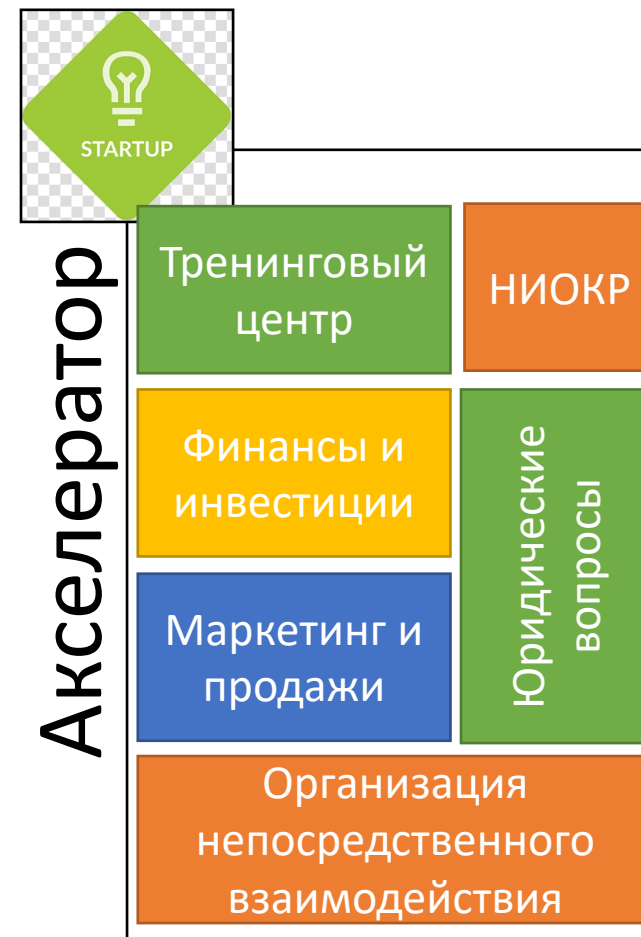 STARTUP
Акселератор
Тренинговый
центр
НИОКР
Финансы и
инвестиции
Юридические
вопросы
Маркетинг и
продажи
Организация
непосредственного
взаимодействия